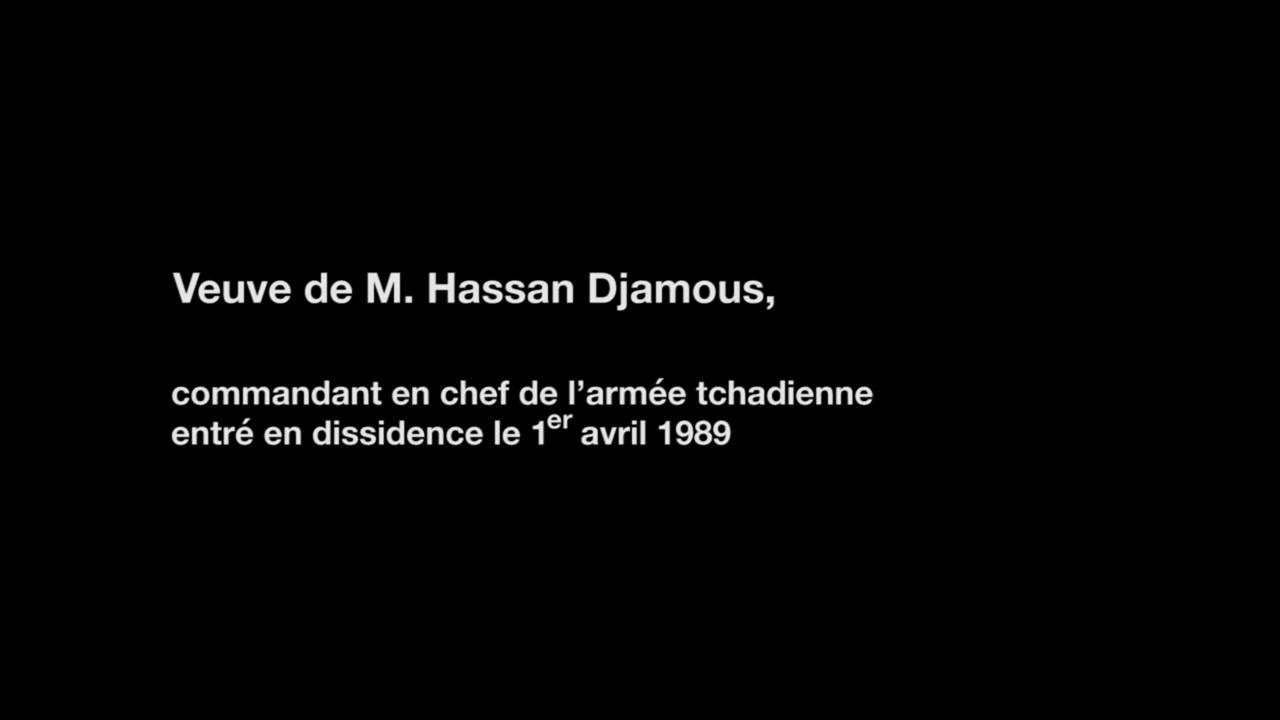 Veuve de M. Hassan Djamous,
commandant en chef de l’armée tchadienne
entré en dissidence le 1er avril 1989